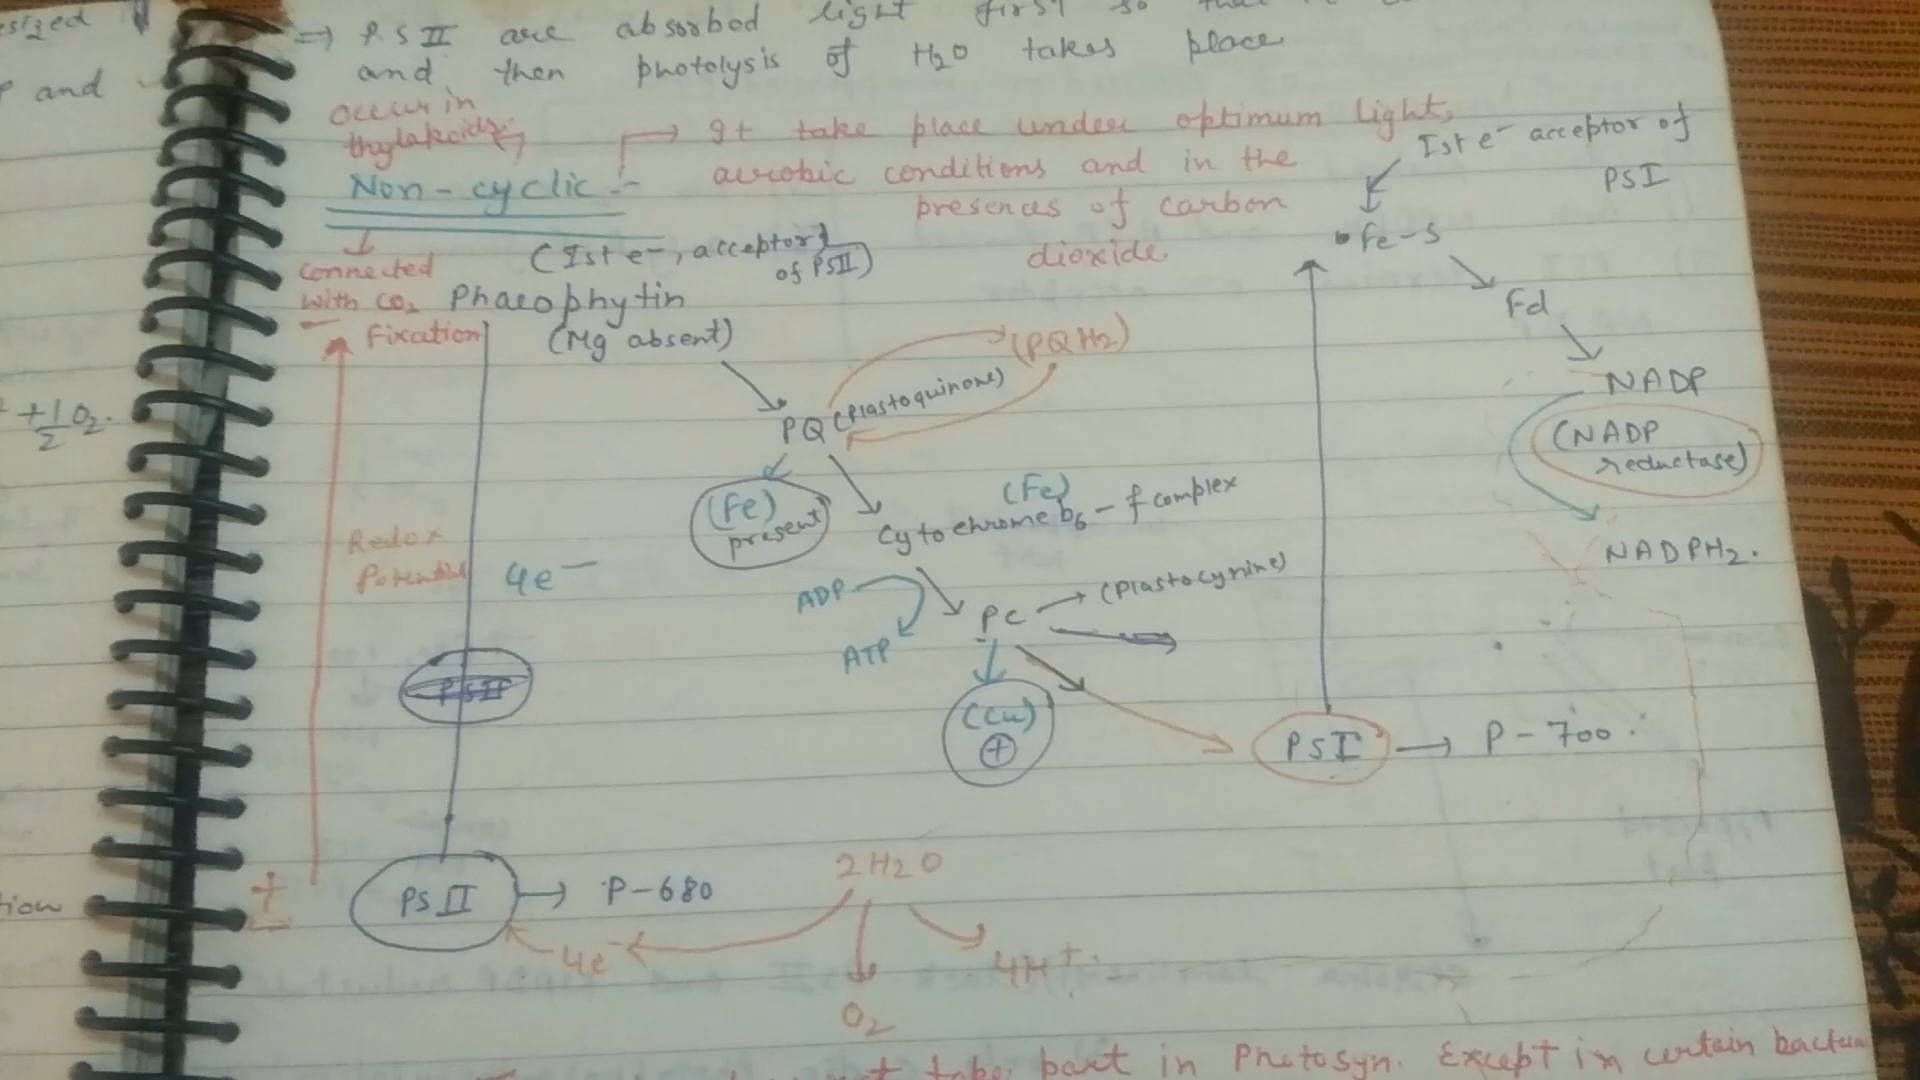 esized
P and
+ 1/2 O2.
tion
⇒ PS II are absorbed light first so that
and then photolysis of H2O takes place
occur in
thylakoids
Non-cyclic :-
→ It take place under optimum light,
aerobic conditions and in the
presences of carbon
dioxide
connected
with CO2
Fixation
(Ist e-, acceptor
of PSII)
Phaeophytin
(Mg absent)
PQ (Plastoquinone)
(PQH2)
(Fe)
present
(Fe)
Cytochrome b6 - f complex
ADP
ATP
PC → (Plastocynine)
(Cu)
+
Ist e- acceptor of
PSI
Fe-S
Fd
NADP
(NADP
reductase)
NADPH2.
Redox
Potential
4e-
PSII
PSI → P-700.
+
PS II → P-680
2H2O
4e-
4H+.
O2
take part in Photosyn. Except in certain bacteria